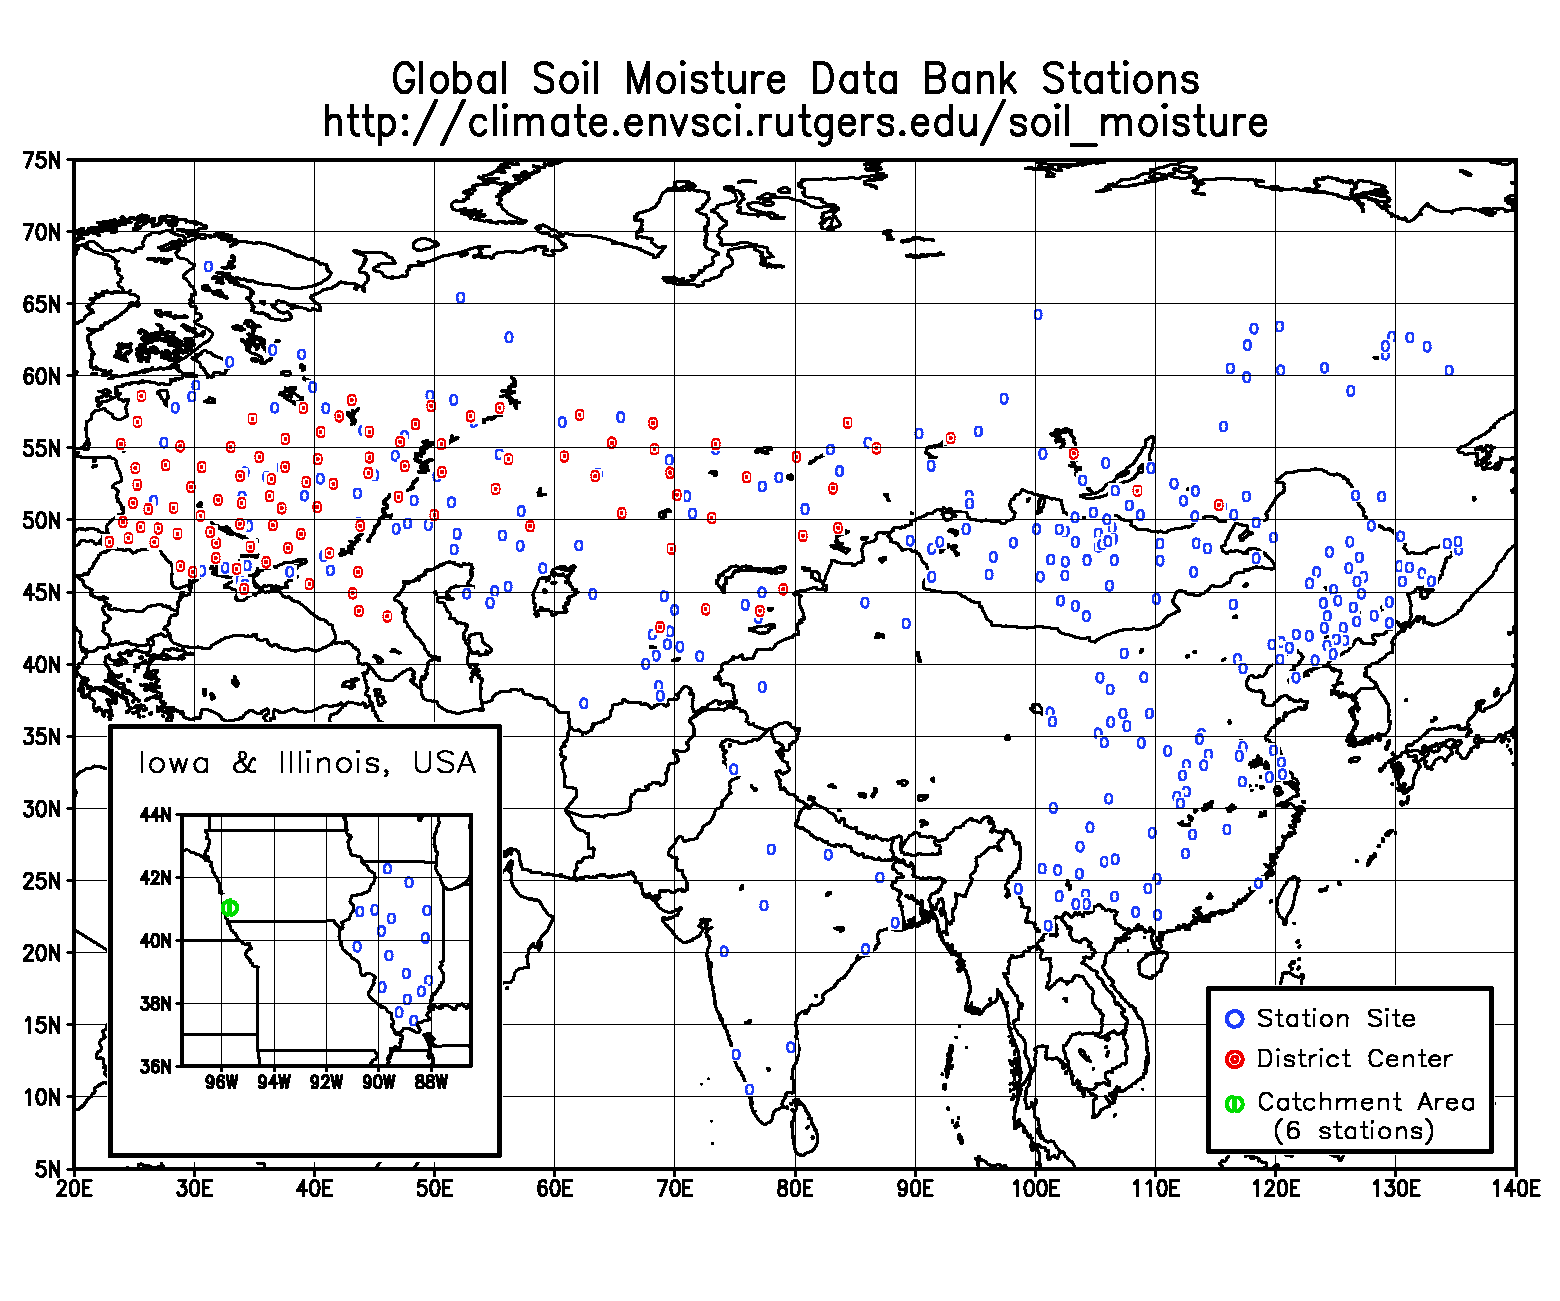 Global Soil Moisture Data Bank Stations
http://climate.envsci.rutgers.edu/soil_moisture
75N
70N
65N
60N
55N
50N
45N
40N
35N
30N
25N
20N
15N
10N
5N
20E 30E 40E 50E 60E 70E 80E 90E 100E 110E 120E 130E 140E
Iowa & Illinois, USA
44N
42N
40N
38N
36N
96W 94W 92W 90W 88W
Station Site
District Center
Catchment Area
(6 stations)